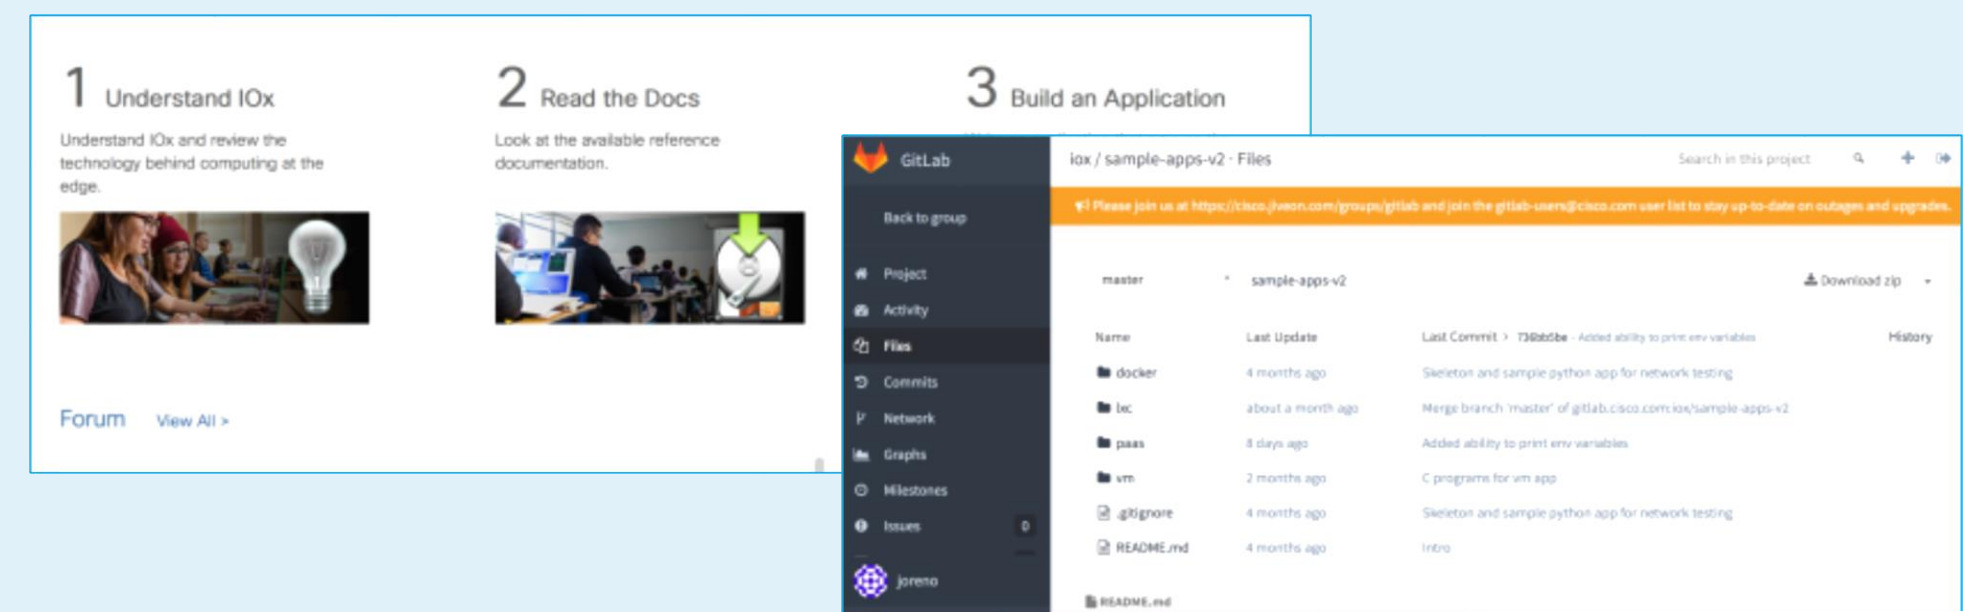 1 Understand IOx
Understand IOx and review the
technology behind computing at the
edge.
2 Read the Docs
Look at the available reference
documentation.
3 Build an Application
Forum View All >
GitLab
Back to group
Project
Activity
Files
Commits
Network
Graphs
Milestones
Issues 0
joreno
iox / sample-apps-v2 · Files
Search in this project
Please join us at https://cisco.jiveon.com/groups/gitlab and join the gitlab-users@cisco.com user list to stay up-to-date on outages and upgrades.
master sample-apps-v2 Download zip
Name Last Update Last Commit > - Added ability to print env variables History
docker 4 months ago Skeleton and sample python app for network testing
lxc about a month ago Merge branch 'master' of gitlab.cisco.com:iox/sample-apps-v2
paas 8 days ago Added ability to print env variables
vm 2 months ago C programs for vm app
.gitignore 4 months ago Skeleton and sample python app for network testing
README.md 4 months ago Intro
README.md